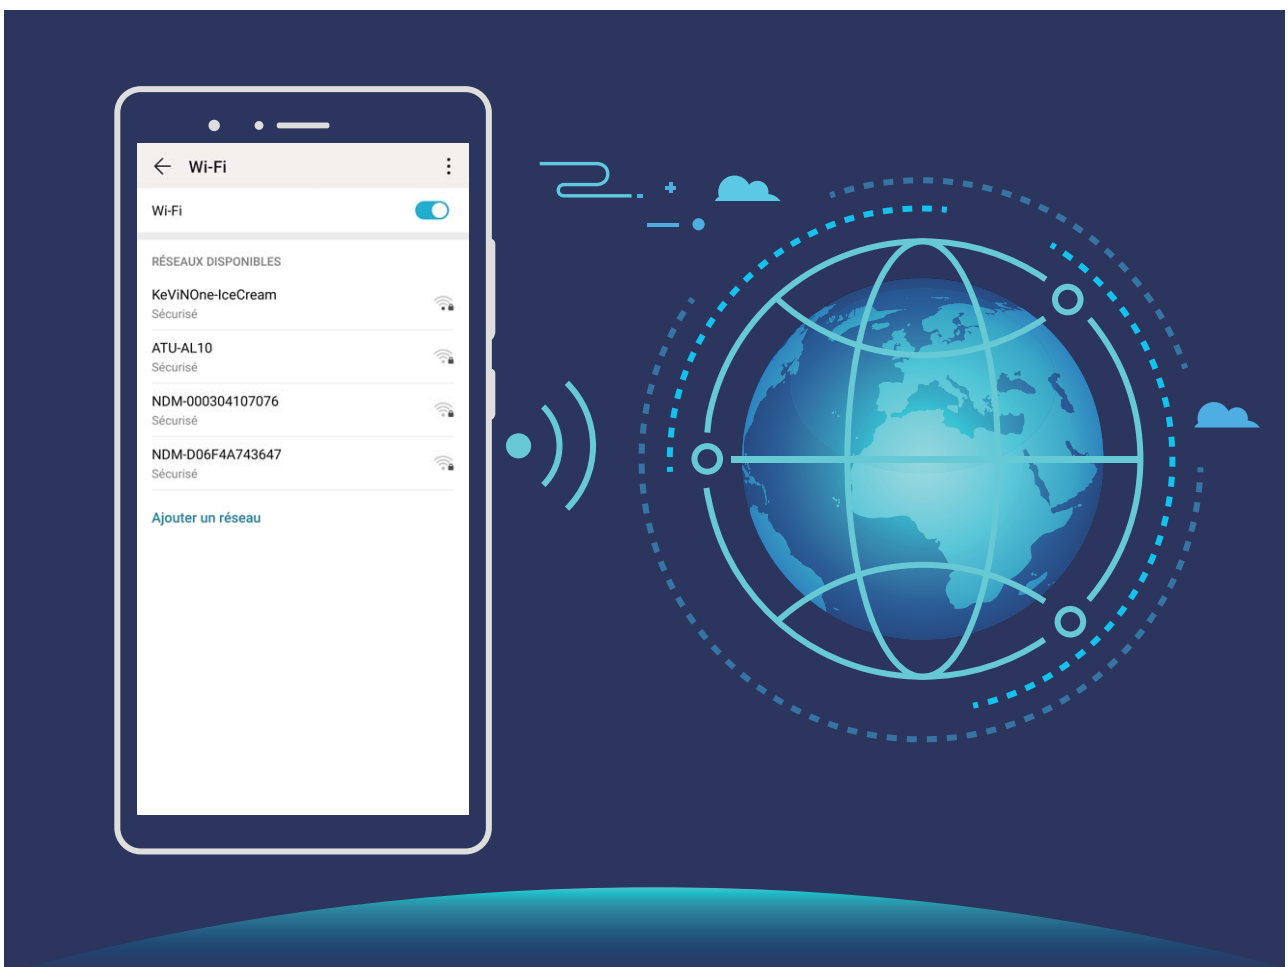 Wi-Fi
Wi-Fi
RÉSEAUX DISPONIBLES
KeViNOne-IceCream
Sécurisé
ATU-AL10
Sécurisé
NDM-000304107076
Sécurisé
NDM-D06F4A743647
Sécurisé
Ajouter un réseau